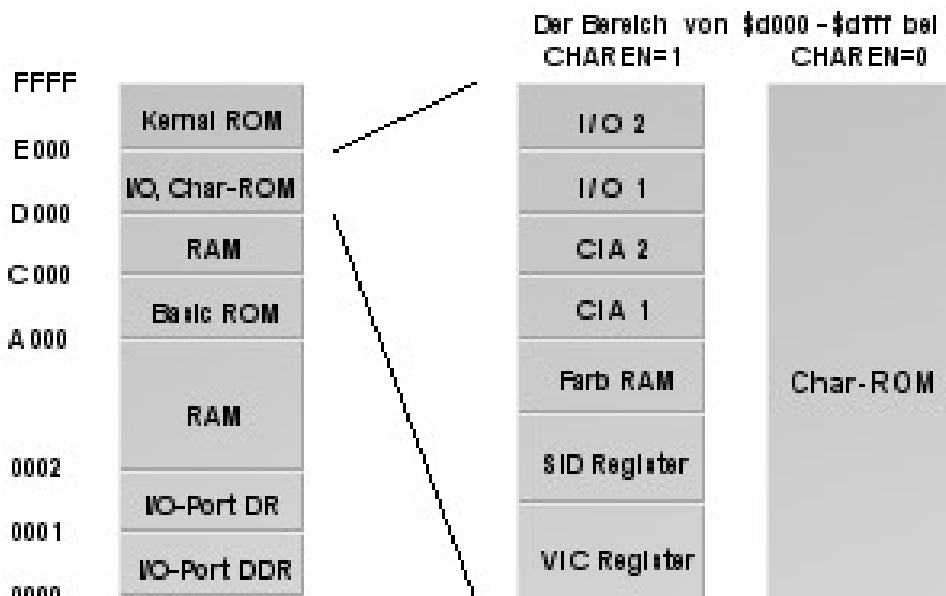 Der Bereich von $d000-$dfff bei
CHAREN=1
CHAREN=0
FFFF
Kernal ROM
E000
I/O, Char-ROM
D000
RAM
C000
Basic ROM
A000
RAM
0002
I/O-Port DR
0001
I/O-Port DDR
0000
I/O 2
I/O 1
CIA 2
CIA 1
Farb RAM
SID Register
VIC Register
Char-ROM